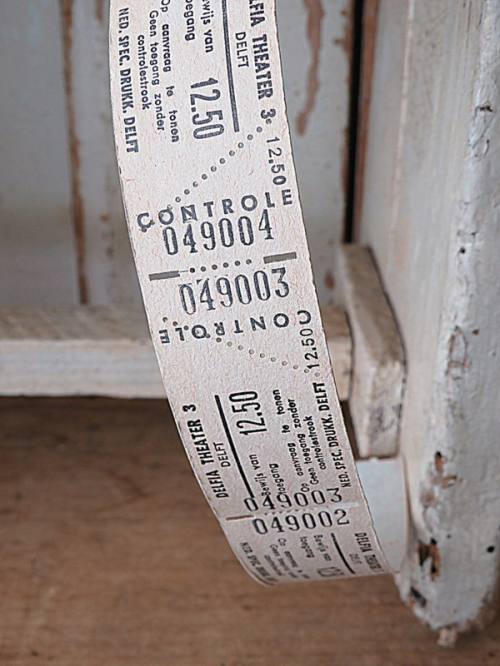 DELFIA THEATER 3e
DELFT
Bewijs van
toegang
12.50
Op aanvraag te tonen
Geen toegang zonder
controlestrook
NED. SPEC. DRUKK. DELFT
12.50
CONTROLE
049004
049003
CONTROLE
12.50
DELFIA THEATER 3
DELFT
12.50
Bewijs van
toegang
Op aanvraag te tonen
Geen toegang zonder
controlestrook
NED. SPEC. DRUKK. DELFT
049003
049002